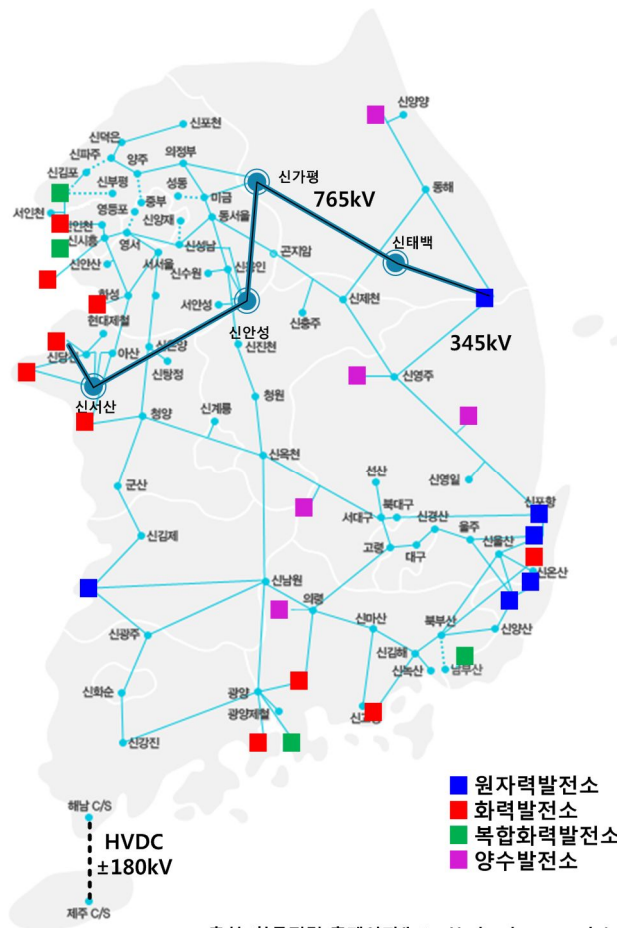 신양양
신포천
신덕은
신파주
양주
의정부
동해
신김포
신부평
성동
미금
신가평
765kV
서인천
영등포
중부
신양재
동서울
신인천
신시흥
영서
신성남
곤지암
신태백
신안산
서서울
신수원
신용인
신제천
화성
서안성
현대제철
신안성
신충주
345kV
신당진
아산
신온양
신진천
신탕정
신영주
신서산
청양
신계룡
청원
신옥천
군산
선산
신영일
신포항
서대구
북대구
신경산
울주
신울산
신김제
고령
대구
신온산
신남원
의령
신마산
북부산
신양산
신광주
신김해
신녹산
남부산
신화순
광양
광양제철
신강진
해남 C/S
HVDC
±180kV
제주 C/S
원자력발전소
화력발전소
복합화력발전소
양수발전소